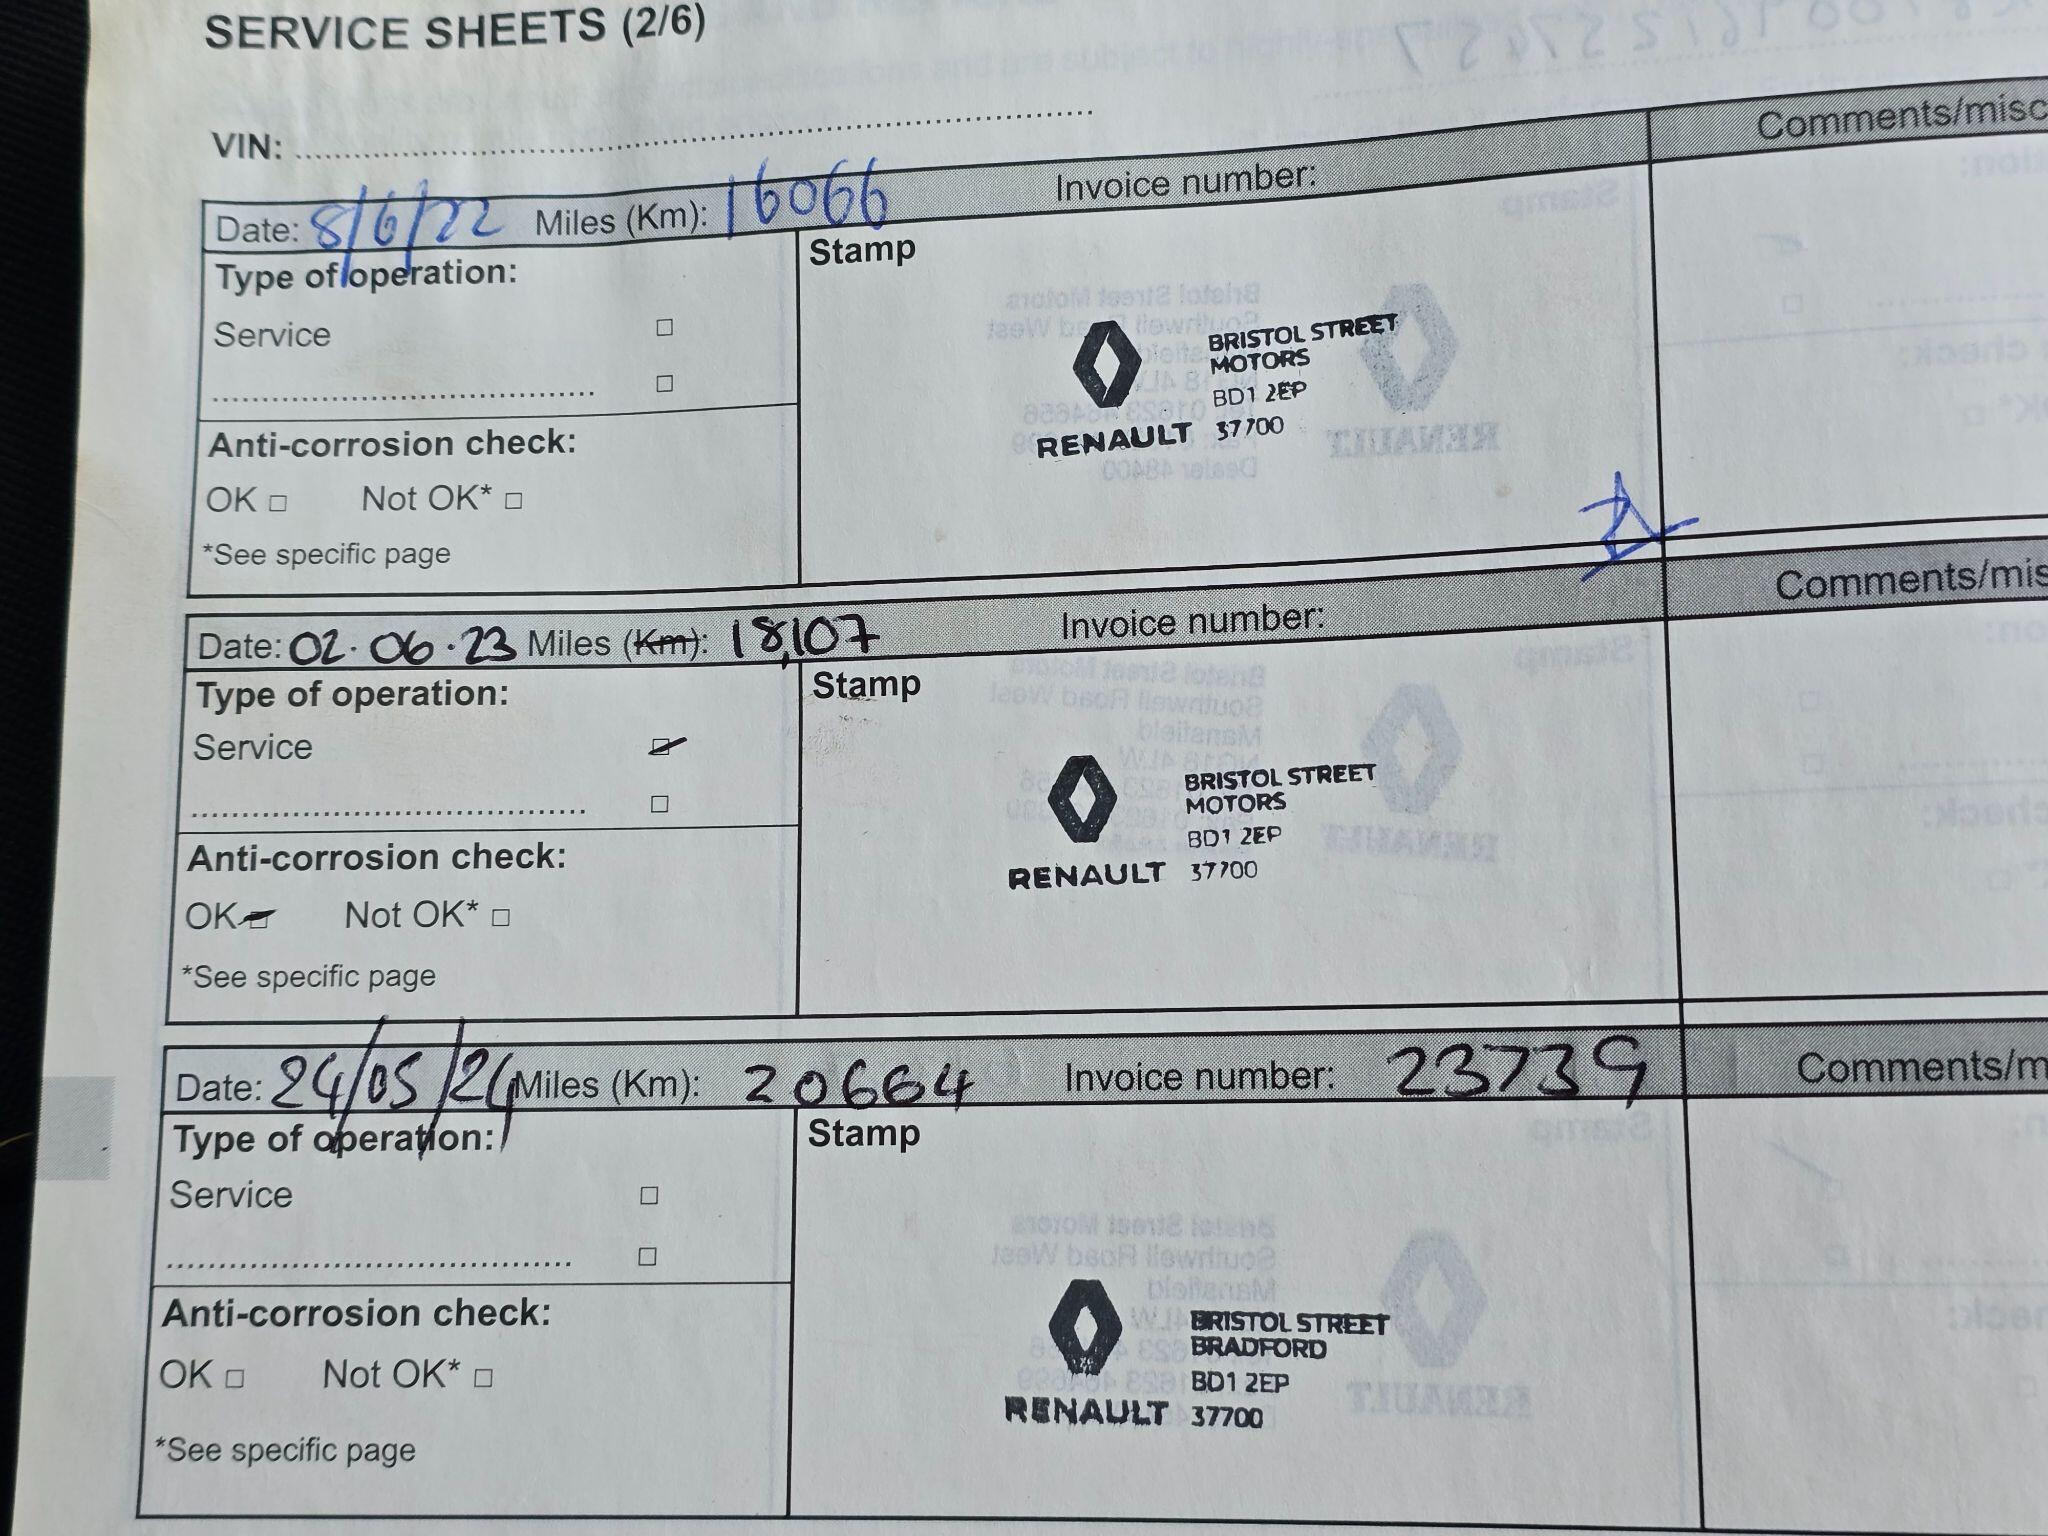 SERVICE SHEETS (2/6)
VIN:
Date: 8/6/22 Miles (Km): 16066 Invoice number: Comments/misc
Type of operation:
Stamp
Service
BRISTOL STREET
MOTORS
BD1 2EP
RENAULT 37700
Anti-corrosion check:
OK Not OK*
*See specific page
Date: 02.06.23 Miles (Km): 18,107 Invoice number: Comments/mis
Type of operation:
Stamp
Service
BRISTOL STREET
MOTORS
BD1 2EP
RENAULT 37700
Anti-corrosion check:
OK Not OK*
*See specific page
Date: 24/05/24 Miles (Km): 20664 Invoice number: 23739 Comments/m
Type of operation:
Stamp
Service
BRISTOL STREET
BRADFORD
BD1 2EP
RENAULT 37700
Anti-corrosion check:
OK Not OK*
*See specific page